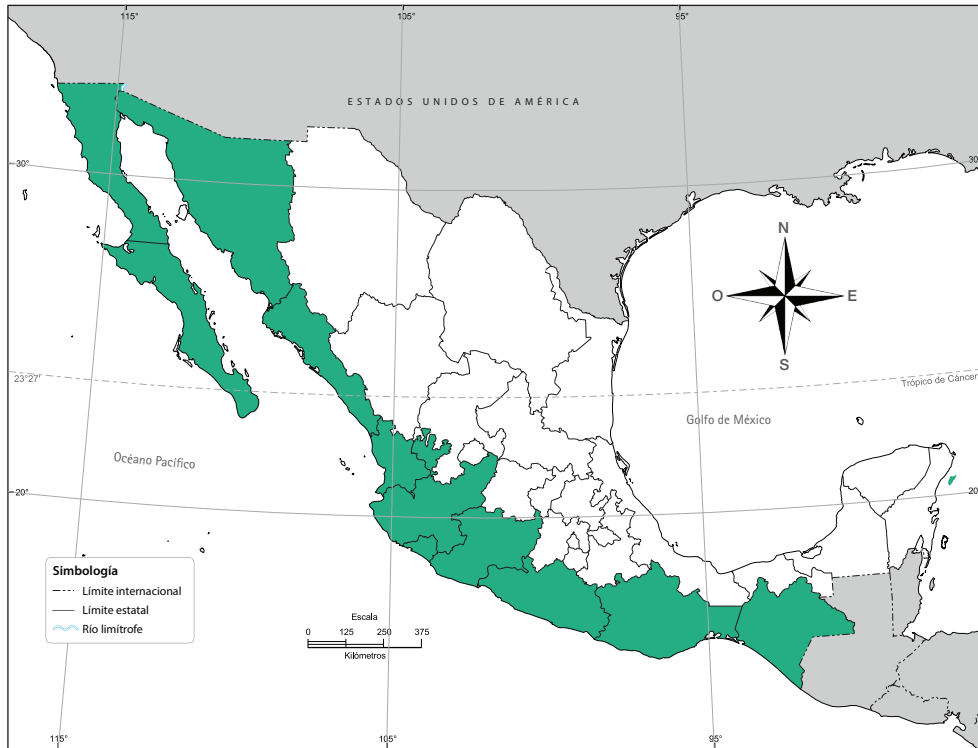 115°
105°
95°
ESTADOS UNIDOS DE AMÉRICA
30°
30
N
O
E
S
23°27'
Trópico de Cáncer
Golfo de México
Océano Pacífico
20°
20
Simbología
Límite internacional
Límite estatal
Río limítrofe
Escala
0 125 250 375
Kilómetros
115°
105°
95°